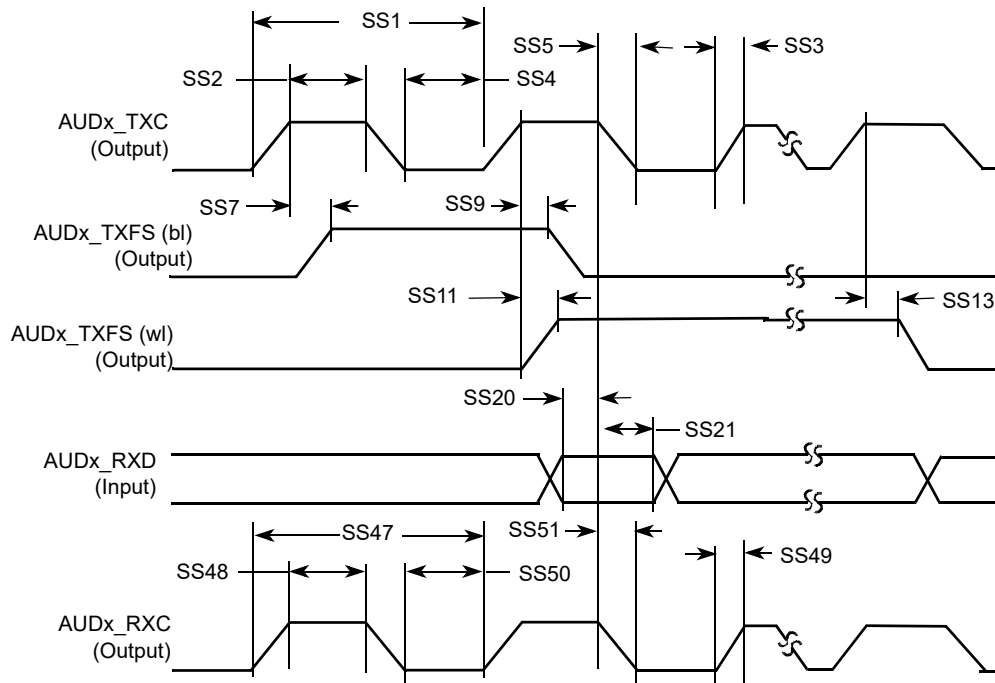 SS1
SS5
SS3
SS2
SS4
AUDx_TXC
(Output)
SS7
SS9
AUDx_TXFS (bl)
(Output)
SS11
SS13
AUDx_TXFS (wl)
(Output)
SS20
SS21
AUDx_RXD
(Input)
SS47
SS51
SS49
SS48
SS50
AUDx_RXC
(Output)